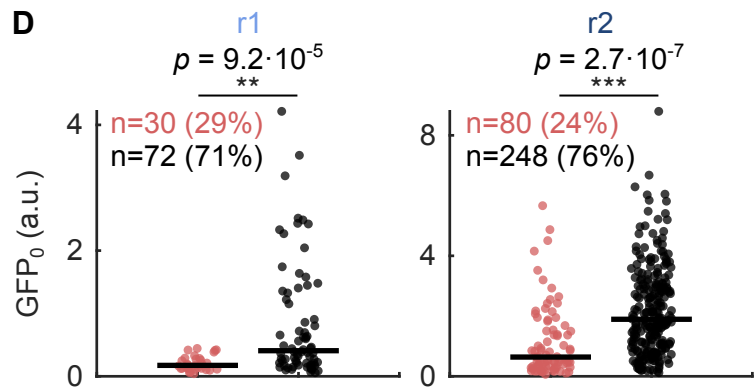 D
r1
p = 9.2·10⁻⁵
**
n=30 (29%)
n=72 (71%)
4
2
0
GFP₀ (a.u.)
r2
p = 2.7·10⁻⁷
***
n=80 (24%)
n=248 (76%)
8
4
0